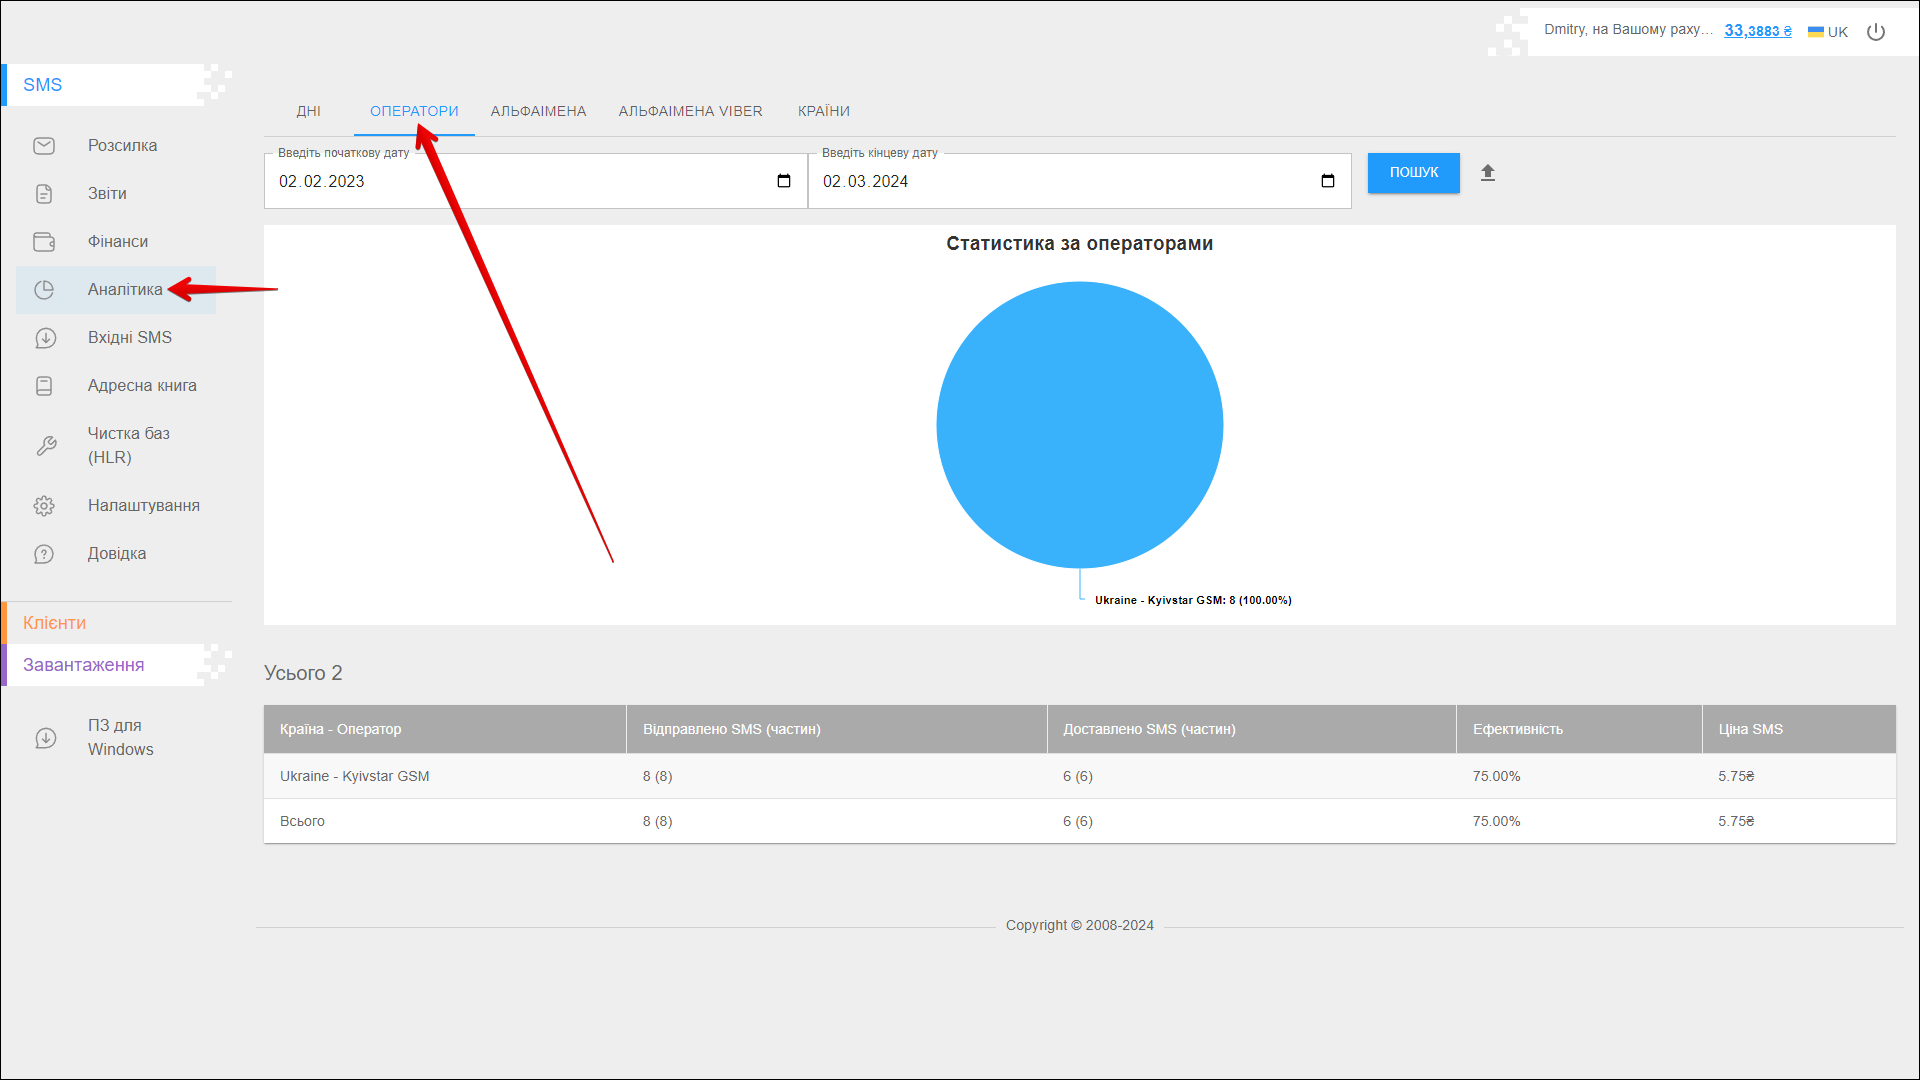 Dmitry, на Вашому раху... 33,3883 ₴ UK
SMS
Розсилка
Звіти
Фінанси
Аналітика
Вхідні SMS
Адресна книга
Чистка баз
(HLR)
Налаштування
Довідка
Клієнти
Завантаження
ПЗ для
Windows
ДНІ ОПЕРАТОРИ АЛЬФАІМЕНА АЛЬФАІМЕНА VIBER КРАЇНИ
Введіть початкову дату
02.02.2023
Введіть кінцеву дату
02.03.2024
ПОШУК
Статистика за операторами
Ukraine - Kyivstar GSM: 8 (100.00%)
Усього 2
Країна - Оператор Відправлено SMS (частин) Доставлено SMS (частин) Ефективність Ціна SMS
Ukraine - Kyivstar GSM 8 (8) 6 (6) 75.00% 5.75₴
Всього 8 (8) 6 (6) 75.00% 5.75₴
Copyright © 2008-2024